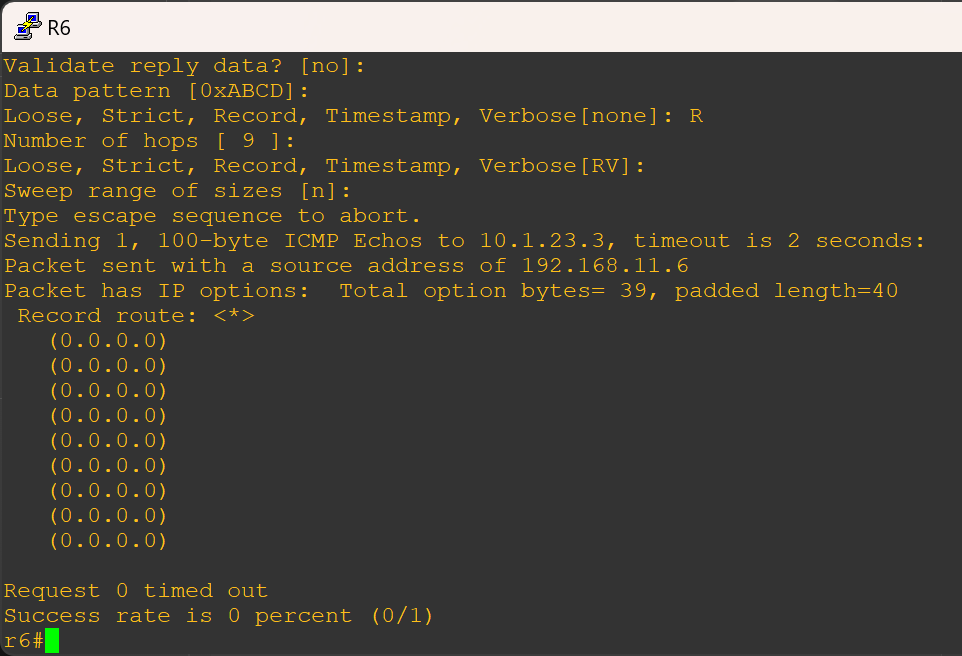 R6
Validate reply data? [no]:
Data pattern [0xABCD]:
Loose, Strict, Record, Timestamp, Verbose[none]: R
Number of hops [ 9 ]:
Loose, Strict, Record, Timestamp, Verbose[RV]:
Sweep range of sizes [n]:
Type escape sequence to abort.
Sending 1, 100-byte ICMP Echos to 10.1.23.3, timeout is 2 seconds:
Packet sent with a source address of 192.168.11.6
Packet has IP options:  Total option bytes= 39, padded length=40
 Record route: <*>
   (0.0.0.0)
   (0.0.0.0)
   (0.0.0.0)
   (0.0.0.0)
   (0.0.0.0)
   (0.0.0.0)
   (0.0.0.0)
   (0.0.0.0)
   (0.0.0.0)
Request 0 timed out
Success rate is 0 percent (0/1)
r6#